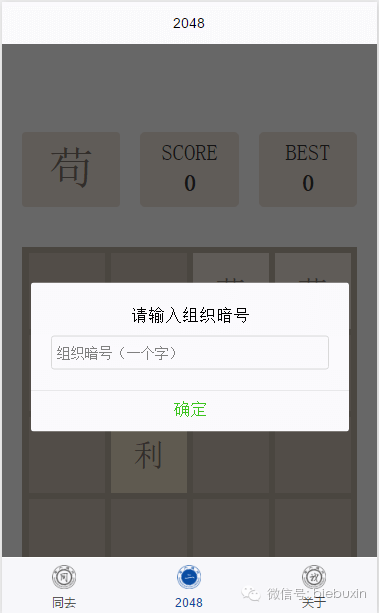 2048
苟
SCORE
0
BEST
0
请输入组织暗号
组织暗号（一个字）
确定
利
同去
2048
关于
微信号: biebuxin